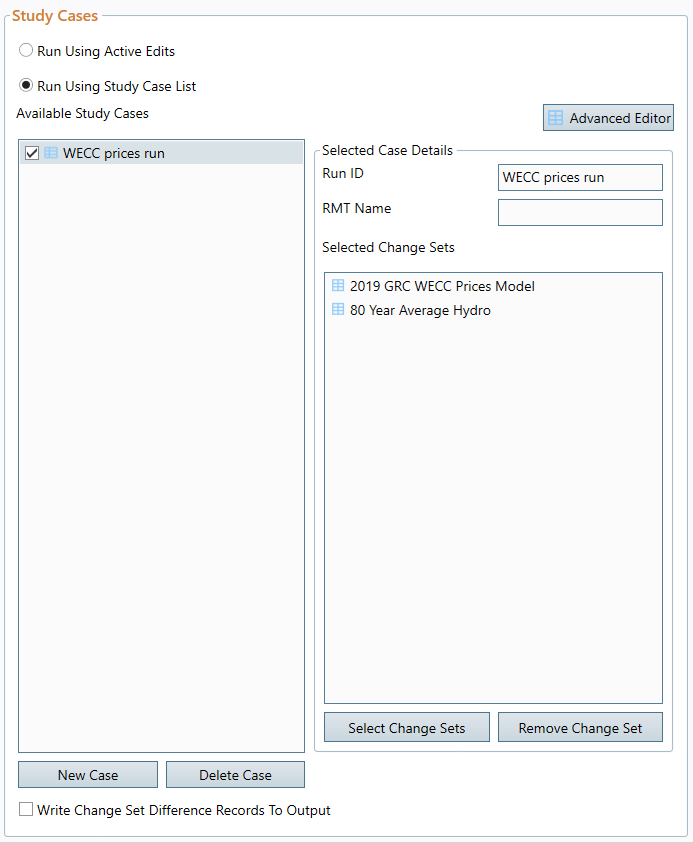 Study Cases
Run Using Active Edits
Run Using Study Case List
Available Study Cases
Advanced Editor
WECC prices run
Selected Case Details
Run ID
WECC prices run
RMT Name
Selected Change Sets
2019 GRC WECC Prices Model
80 Year Average Hydro
Select Change Sets
Remove Change Set
New Case
Delete Case
Write Change Set Difference Records To Output